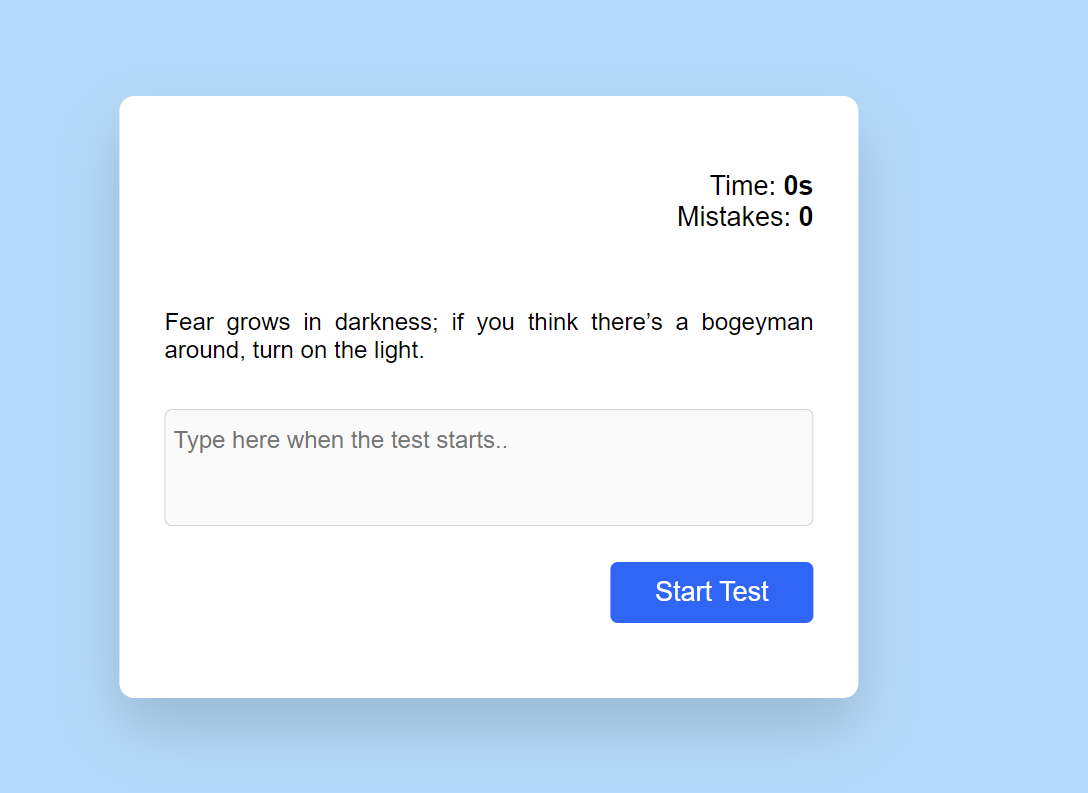 Time: 0s
Mistakes: 0
Fear grows in darkness; if you think there’s a bogeyman
around, turn on the light.
Type here when the test starts..
Start Test